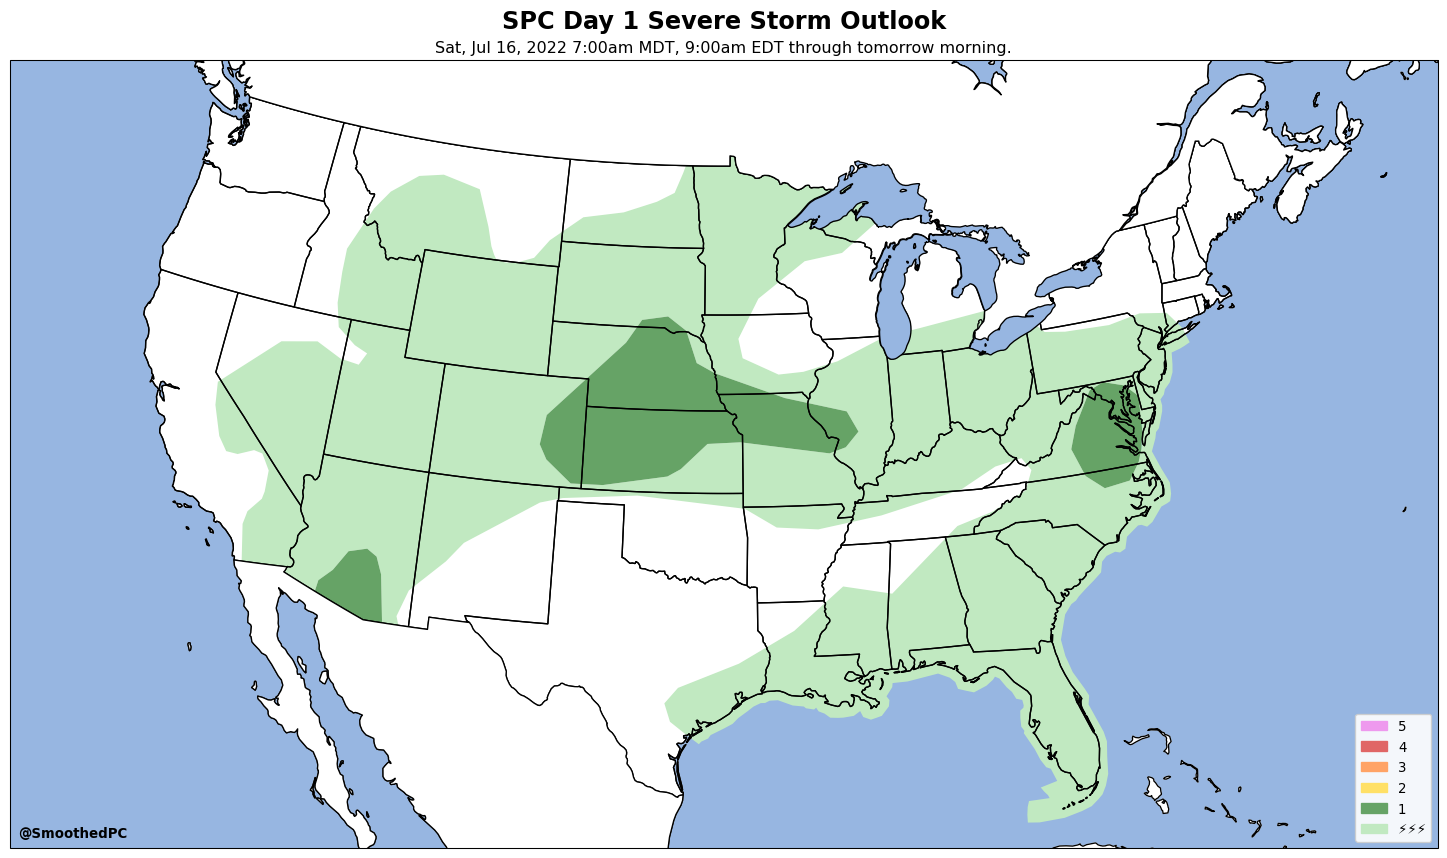 SPC Day 1 Severe Storm Outlook
Sat, Jul 16, 2022 7:00am MDT, 9:00am EDT through tomorrow morning.
5
4
3
2
1
⚡⚡⚡
@SmoothedPC